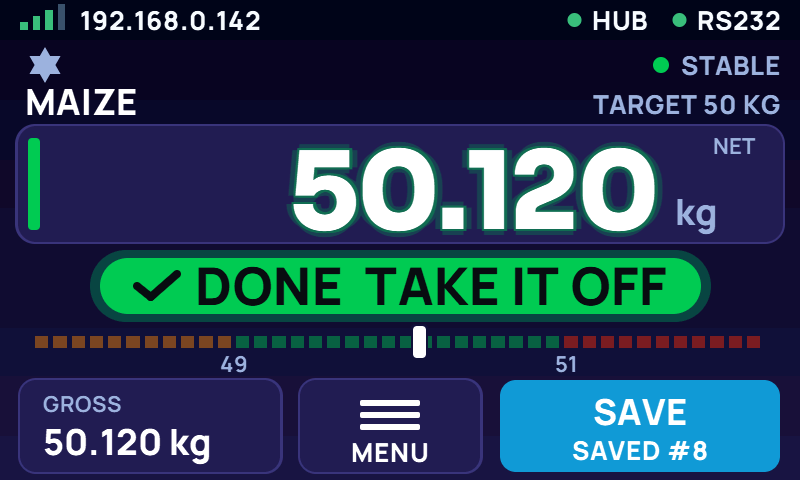 192.168.0.142
HUB RS232
STABLE
MAIZE
TARGET 50 KG
NET
50.120 kg
DONE TAKE IT OFF
49 51
GROSS
50.120 kg
MENU
SAVE
SAVED #8